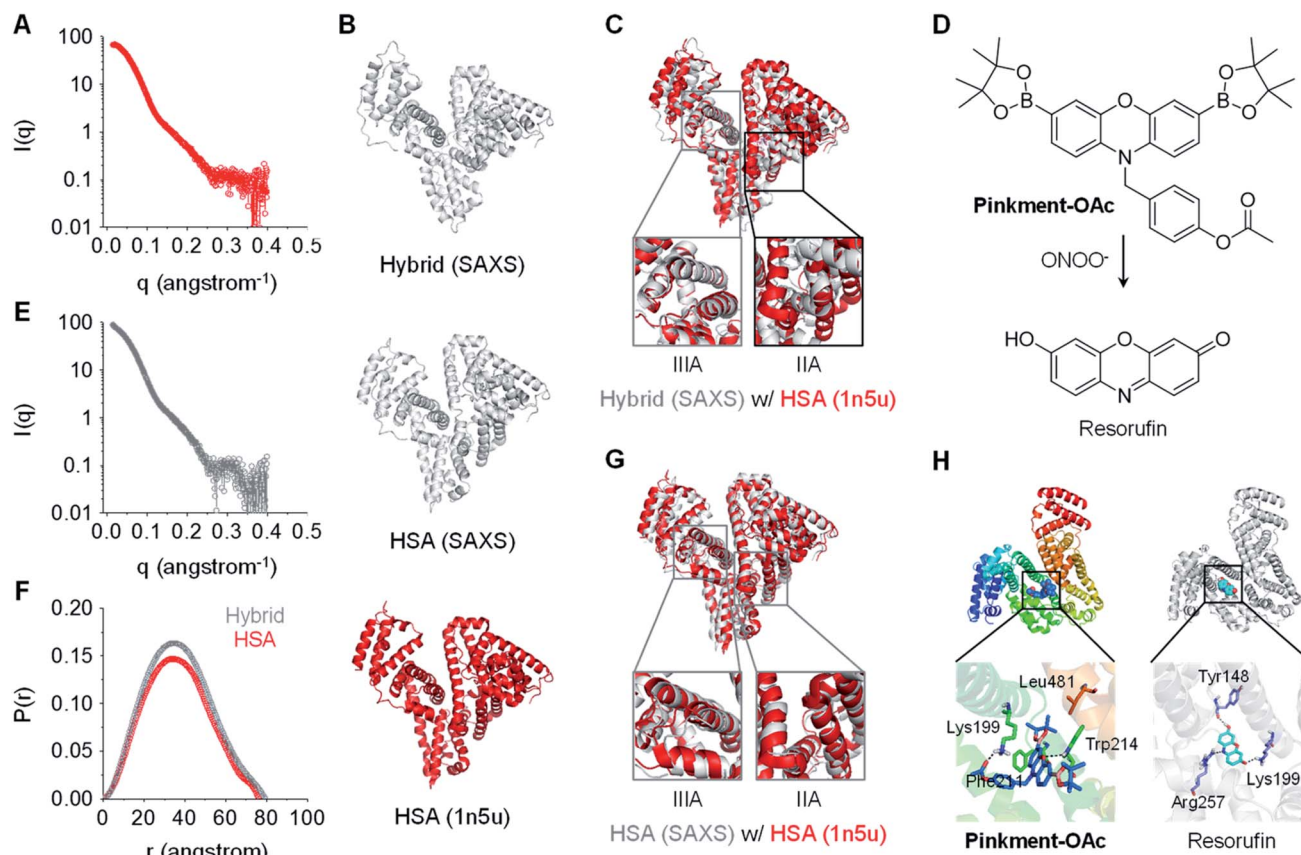 A
100
10
1
0.1
0.01
I(q)
0.0 0.1 0.2 0.3 0.4 0.5
q (angstrom⁻¹)
B
Hybrid (SAXS)
C
IIIA IIA
Hybrid (SAXS) w/ HSA (1n5u)
D
O O
B
O
B
O O
N
O
O
Pinkment-OAc
ONOO⁻
HO O O
N
Resorufin
E
100
10
1
0.1
0.01
I(q)
0.0 0.1 0.2 0.3 0.4 0.5
q (angstrom⁻¹)
HSA (SAXS)
F
0.20
0.15
0.10
0.05
0.00
P(r)
Hybrid
HSA
0 20 40 60 80 100
r (angstrom)
HSA (1n5u)
G
IIIA IIA
HSA (SAXS) w/ HSA (1n5u)
H
Leu481
Lys199
Trp214
Phe211
Pinkment-OAc
Tyr148
Lys199
Arg257
Resorufin